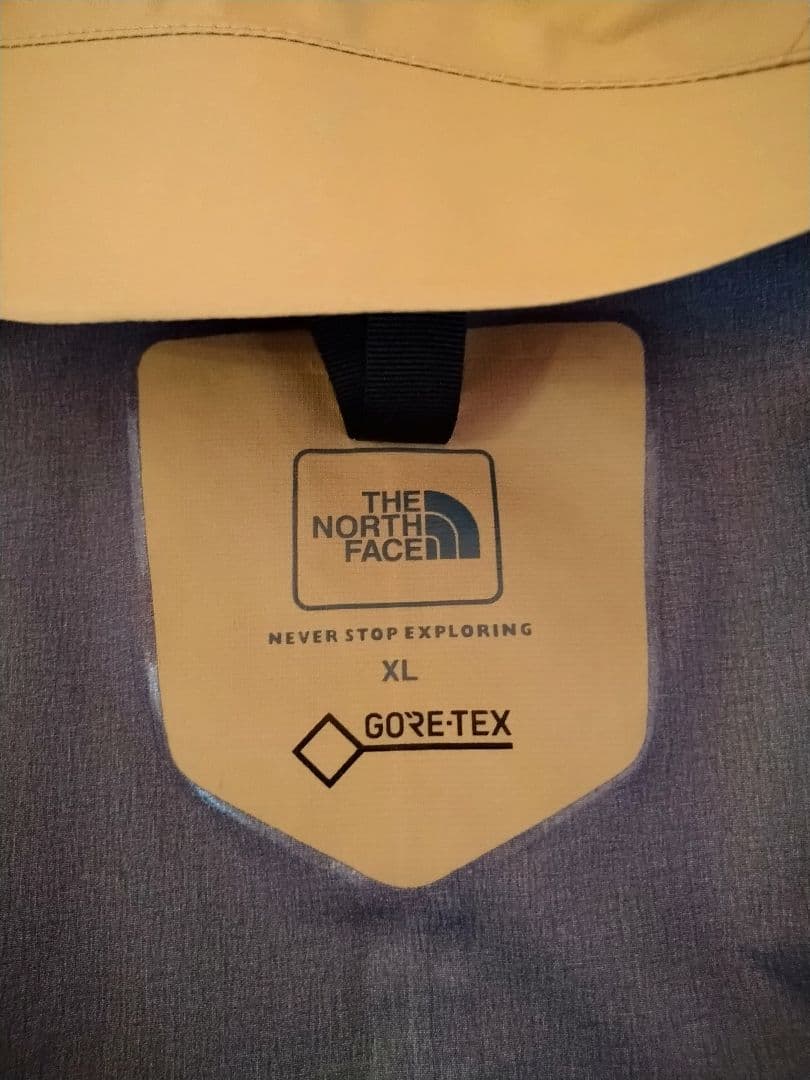 THE
NORTH
FACE
NEVER STOP EXPLORING
XL
GORE-TEX